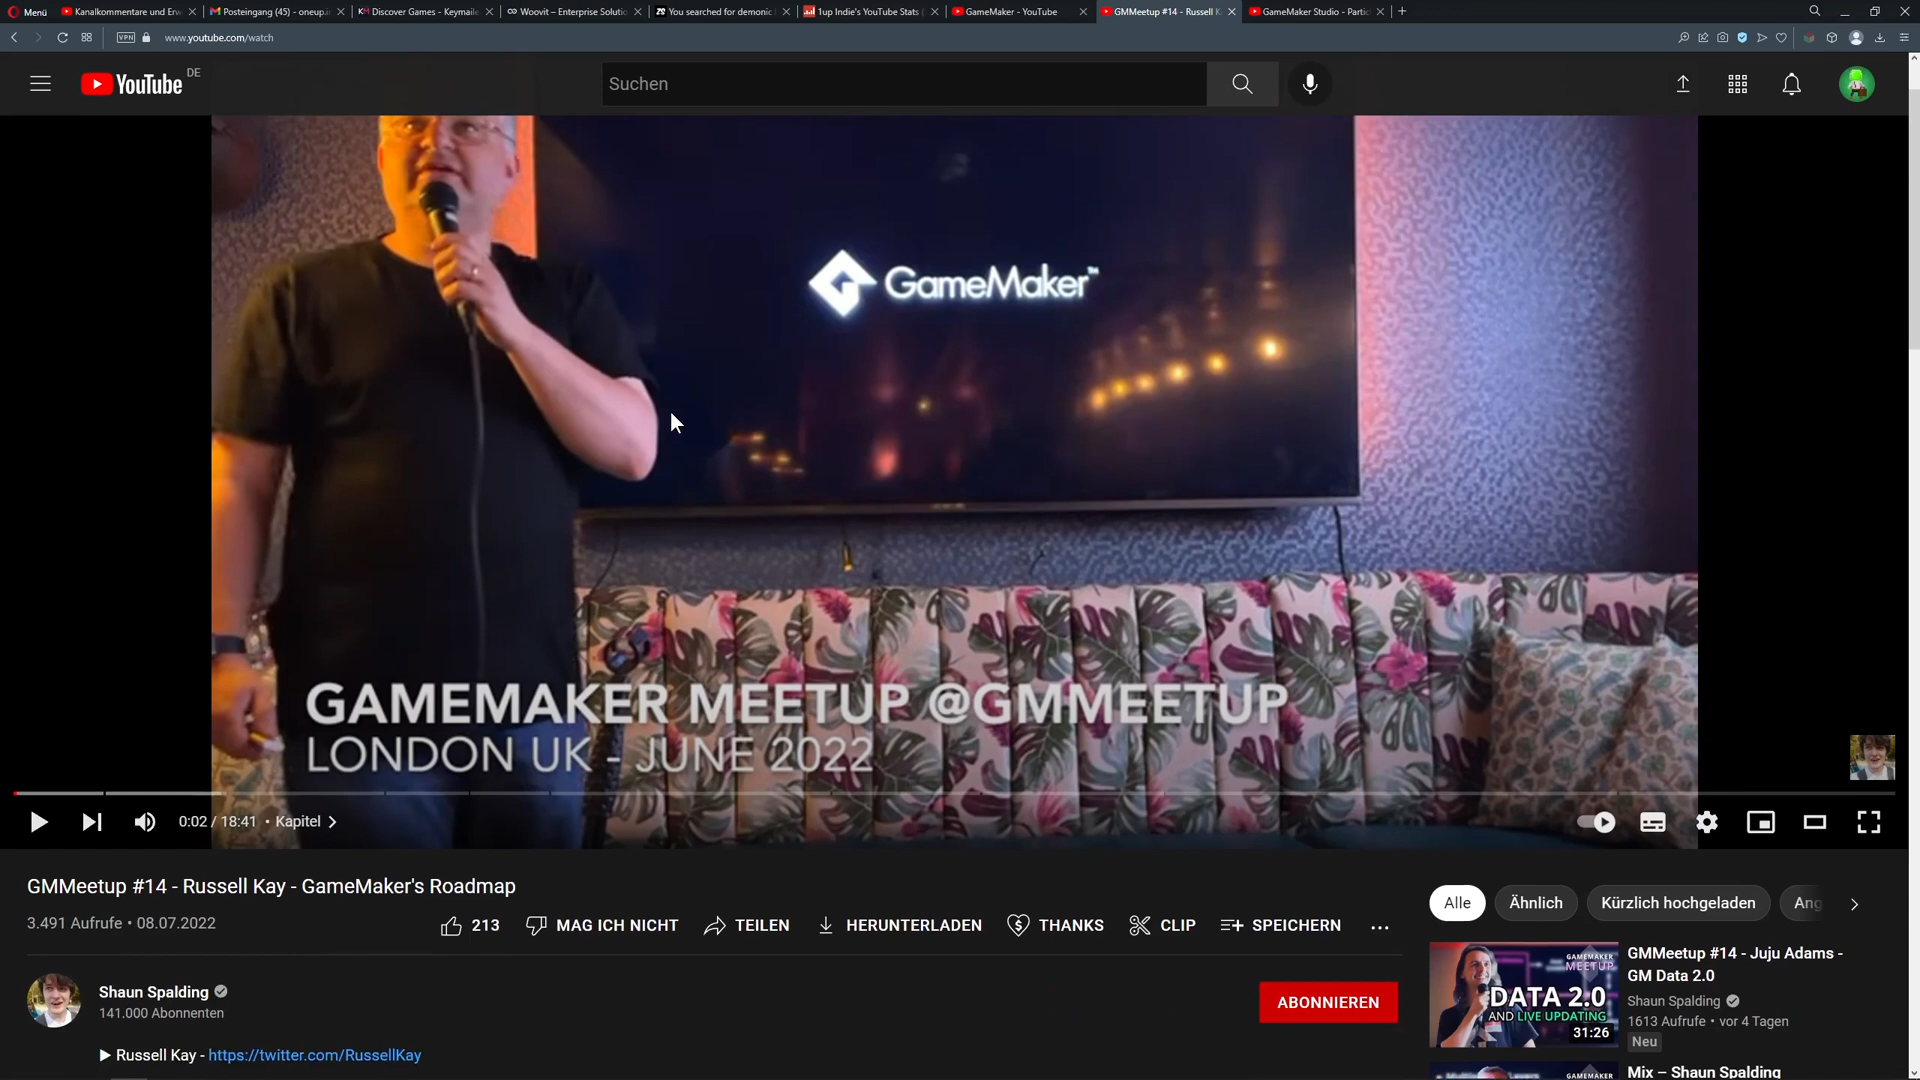 Menü
Kanalkommentare und Erw
Posteingang (45) - oneup.i
Discover Games - Keymaile
Woovit – Enterprise Solutio
You searched for demonic
1up Indie's YouTube Stats (
GameMaker - YouTube
GMMeetup #14 - Russell K
GameMaker Studio - Partic
VPN
www.youtube.com/watch
YouTube DE
Suchen
GameMaker™
GAMEMAKER MEETUP @GMMEETUP
LONDON UK - JUNE 2022
0:02 / 18:41 • Kapitel
GMMeetup #14 - Russell Kay - GameMaker's Roadmap
3.491 Aufrufe • 08.07.2022
213
MAG ICH NICHT
TEILEN
HERUNTERLADEN
THANKS
CLIP
SPEICHERN
Shaun Spalding
141.000 Abonnenten
ABONNIEREN
▶ Russell Kay - https://twitter.com/RussellKay
Alle
Ähnlich
Kürzlich hochgeladen
Ang
GAMEMAKER
MEETUP
DATA 2.0
AND LIVE UPDATING
31:26
GMMeetup #14 - Juju Adams -
GM Data 2.0
Shaun Spalding
1613 Aufrufe • vor 4 Tagen
Neu
GAMEMAKER
Mix – Shaun Spalding